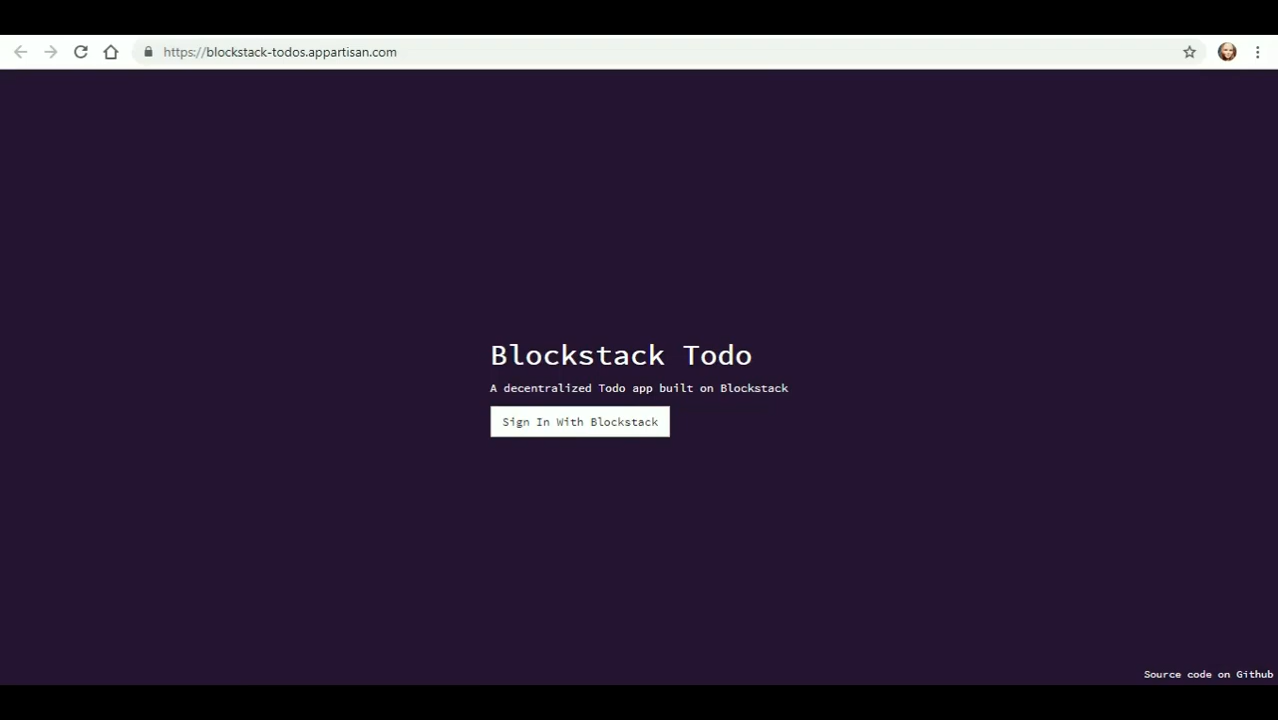 https://blockstack-todos.appartisan.com
Blockstack Todo
A decentralized Todo app built on Blockstack
Sign In With Blockstack
Source code on Github